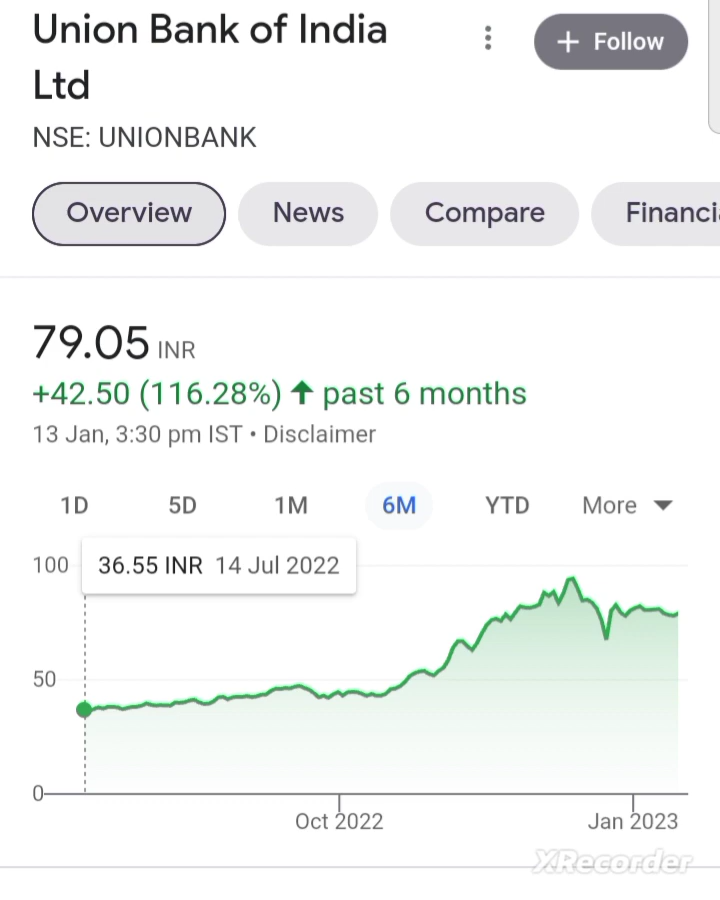 Union Bank of India
Ltd
+ Follow
NSE: UNIONBANK
Overview News Compare
Financi
79.05 INR
+42.50 (116.28%) ↑ past 6 months
13 Jan, 3:30 pm IST • Disclaimer
1D 5D 1M 6M YTD More
100
36.55 INR 14 Jul 2022
50
0
Oct 2022 Jan 2023
XRecorder